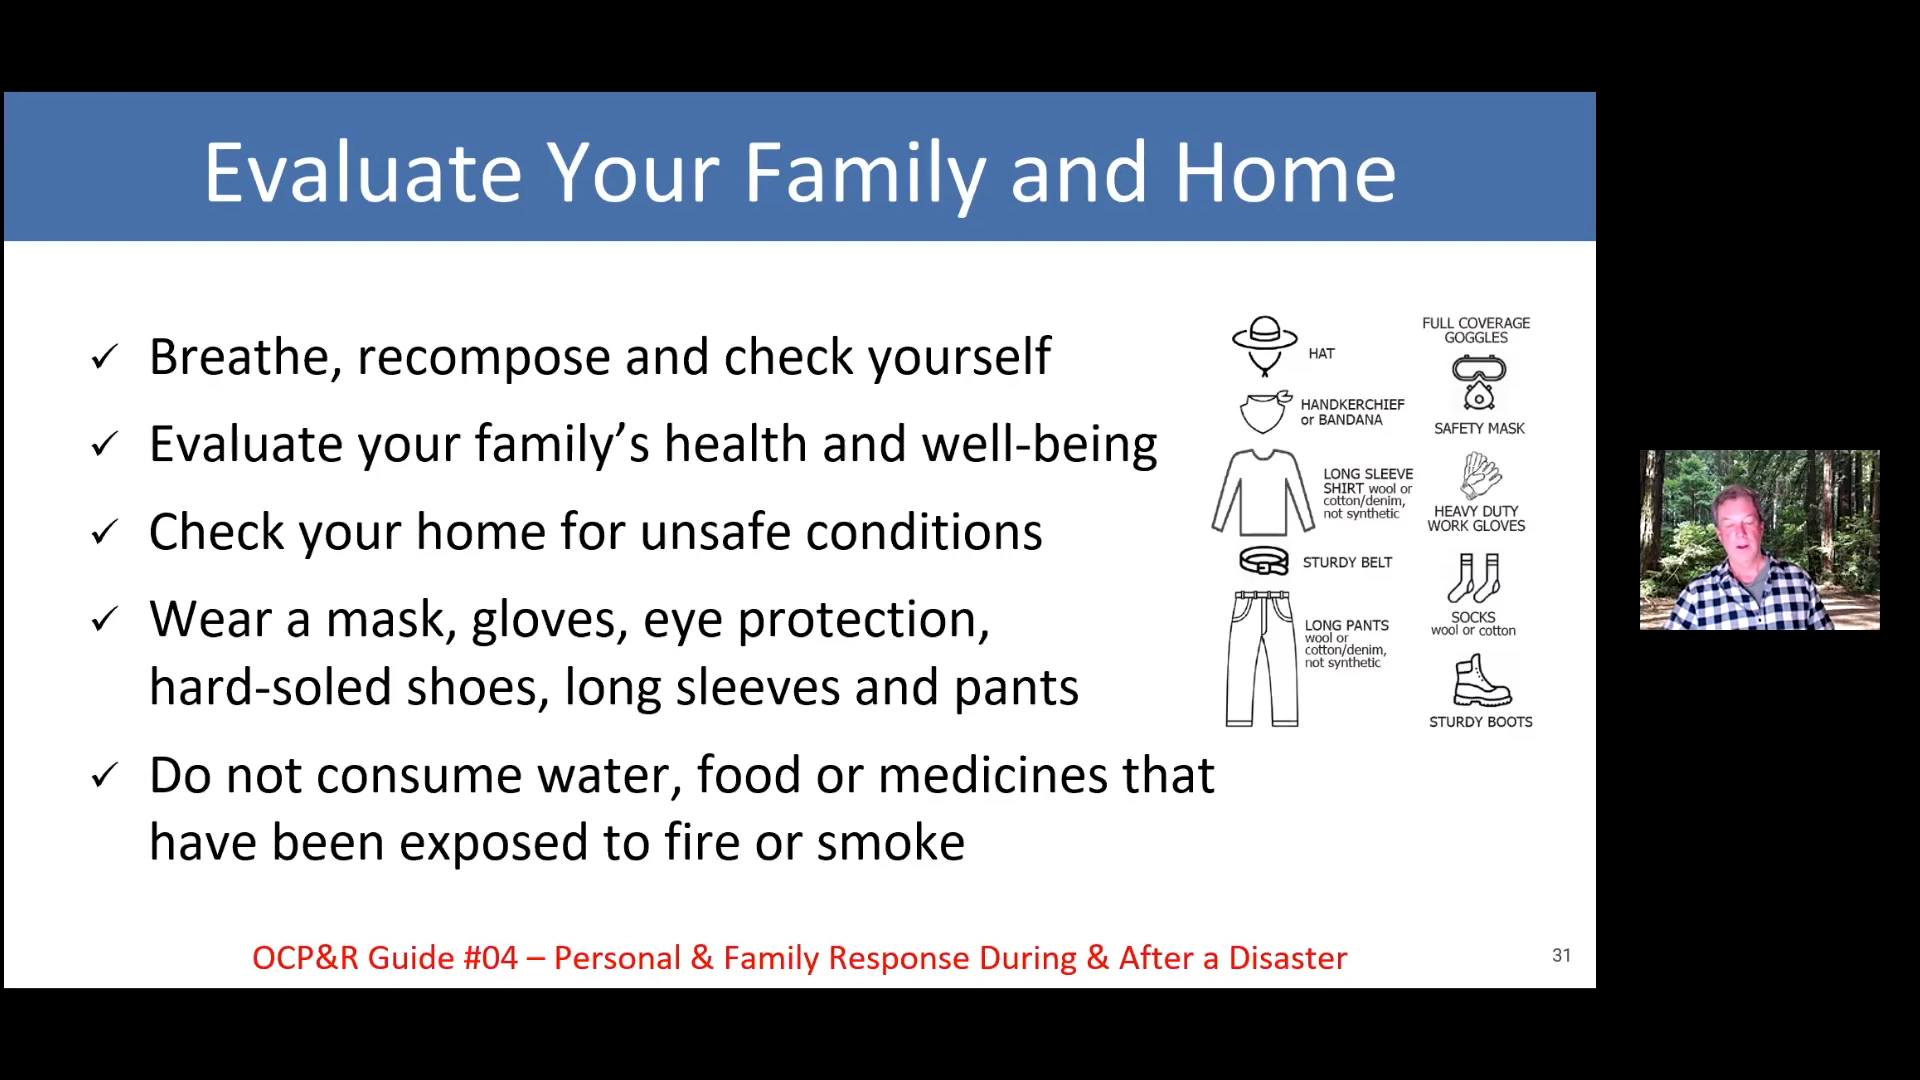 Evaluate Your Family and Home
✓ Breathe, recompose and check yourself
✓ Evaluate your family’s health and well-being
✓ Check your home for unsafe conditions
✓ Wear a mask, gloves, eye protection,
hard-soled shoes, long sleeves and pants
✓ Do not consume water, food or medicines that
have been exposed to fire or smoke
HAT
HANDKERCHIEF
or BANDANA
LONG SLEEVE
SHIRT wool or
cotton/denim,
not synthetic
STURDY BELT
LONG PANTS
wool or
cotton/denim,
not synthetic
FULL COVERAGE
GOGGLES
SAFETY MASK
HEAVY DUTY
WORK GLOVES
SOCKS
wool or cotton
STURDY BOOTS
OCP&R Guide #04 – Personal & Family Response During & After a Disaster
31